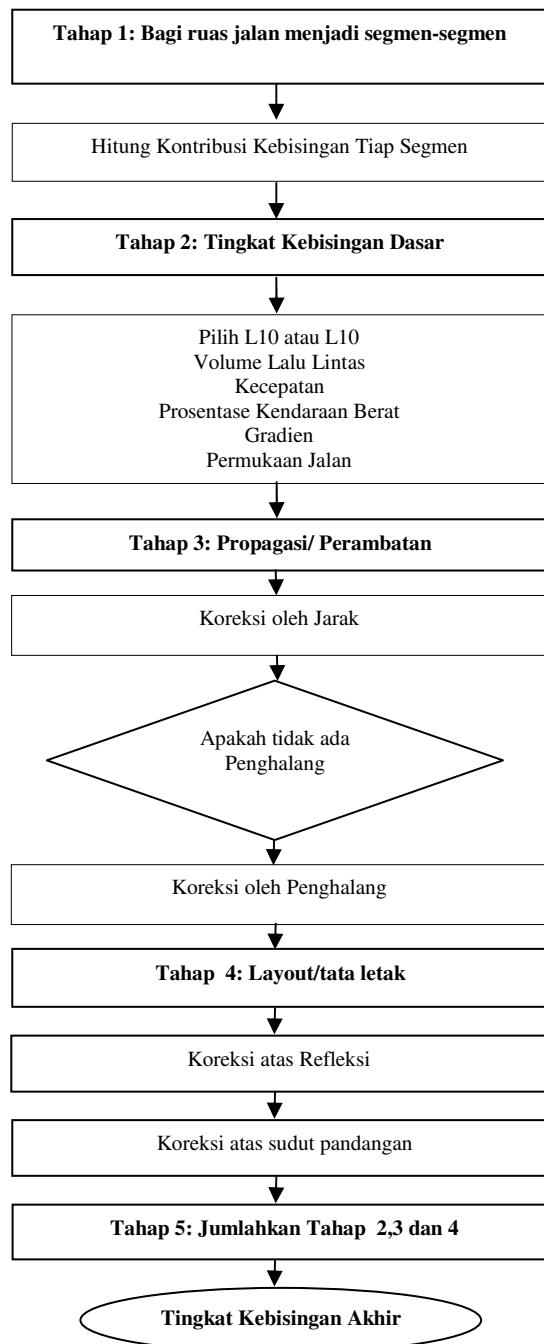 Tahap 1: Bagi ruas jalan menjadi segmen-segmen
Hitung Kontribusi Kebisingan Tiap Segmen
Tahap 2: Tingkat Kebisingan Dasar
Pilih L10 atau L10
Volume Lalu Lintas
Kecepatan
Prosentase Kendaraan Berat
Gradien
Permukaan Jalan
Tahap 3: Propagasi/ Perambatan
Koreksi oleh Jarak
Apakah tidak ada
Penghalang
Koreksi oleh Penghalang
Tahap 4: Layout/tata letak
Koreksi atas Refleksi
Koreksi atas sudut pandangan
Tahap 5: Jumlahkan Tahap 2,3 dan 4
Tingkat Kebisingan Akhir